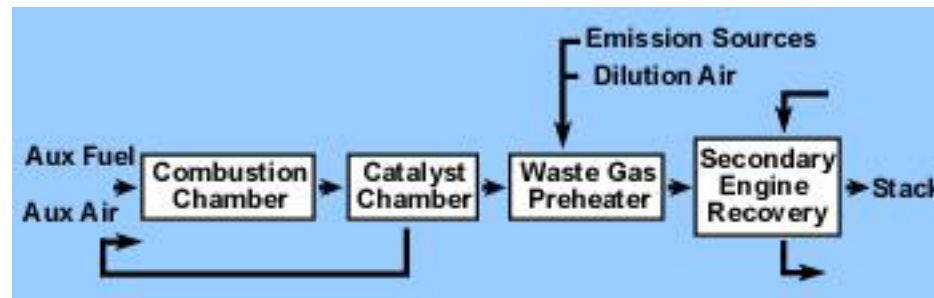 Emission Sources
Dilution Air
Aux Fuel
Aux Air
Combustion
Chamber
Catalyst
Chamber
Waste Gas
Preheater
Secondary
Engine
Recovery
Stack